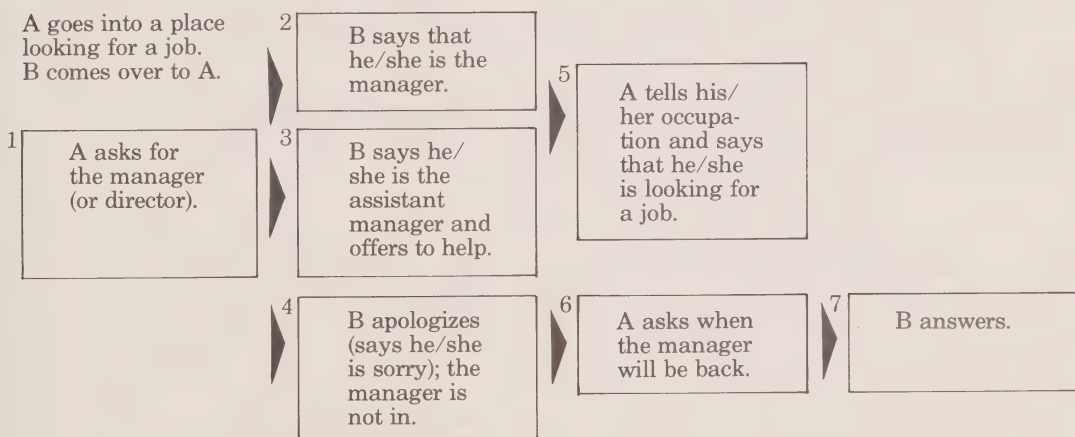 A goes into a place
looking for a job.
B comes over to A.
1
A asks for
the manager
(or director).
2
B says that
he/she is the
manager.
3
B says he/
she is the
assistant
manager and
offers to help.
4
B apologizes
(says he/she
is sorry); the
manager is
not in.
5
A tells his/
her occupa-
tion and says
that he/she
is looking for
a job.
6
A asks when
the manager
will be back.
7
B answers.